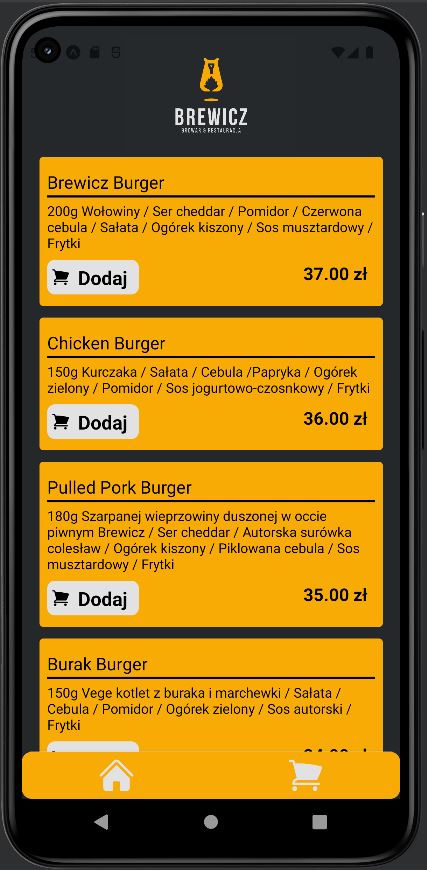 BREWICZ
BROWAR & RESTAURACJA
Brewicz Burger
200g Wołowiny / Ser cheddar / Pomidor / Czerwona
cebula / Sałata / Ogórek kiszony / Sos musztardowy /
Frytki
Dodaj
37.00 zł
Chicken Burger
150g Kurczaka / Sałata / Cebula /Papryka / Ogórek
zielony / Pomidor / Sos jogurtowo-czosnkowy / Frytki
Dodaj
36.00 zł
Pulled Pork Burger
180g Szarpanej wieprzowiny duszonej w occie
piwnym Brewicz / Ser cheddar / Autorska surówka
colesław / Ogórek kiszony / Piklowana cebula / Sos
musztardowy / Frytki
Dodaj
35.00 zł
Burak Burger
150g Vege kotlet z buraka i marchewki / Sałata /
Cebula / Pomidor / Ogórek zielony / Sos autorski /
Frytki